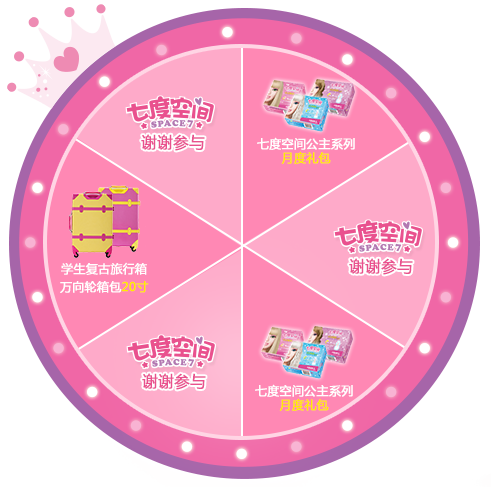 七度空间
SPACE7
谢谢参与
七度空间公主系列
月度礼包
七度空间
SPACE7
谢谢参与
学生复古旅行箱
万向轮箱包20寸
七度空间
SPACE7
谢谢参与
七度空间公主系列
月度礼包